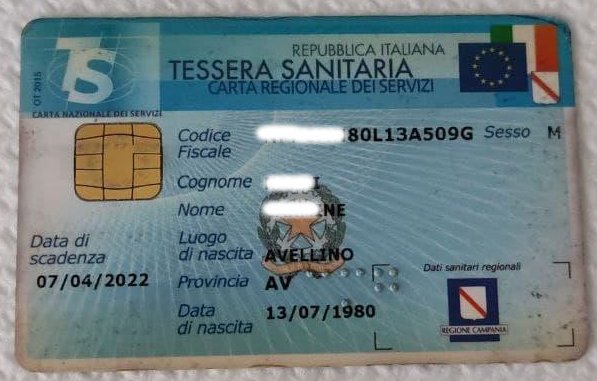 REPUBBLICA ITALIANA
TESSERA SANITARIA
CARTA REGIONALE DEI SERVIZI
TS
OT 2015
CARTA NAZIONALE DEI SERVIZI
Codice Fiscale 80L13A509G Sesso M
Cognome I
Nome NE
Luogo di nascita AVELLINO
Provincia AV
Data di nascita 13/07/1980
Data di scadenza
07/04/2022
Dati sanitari regionali
REGIONE CAMPANIA